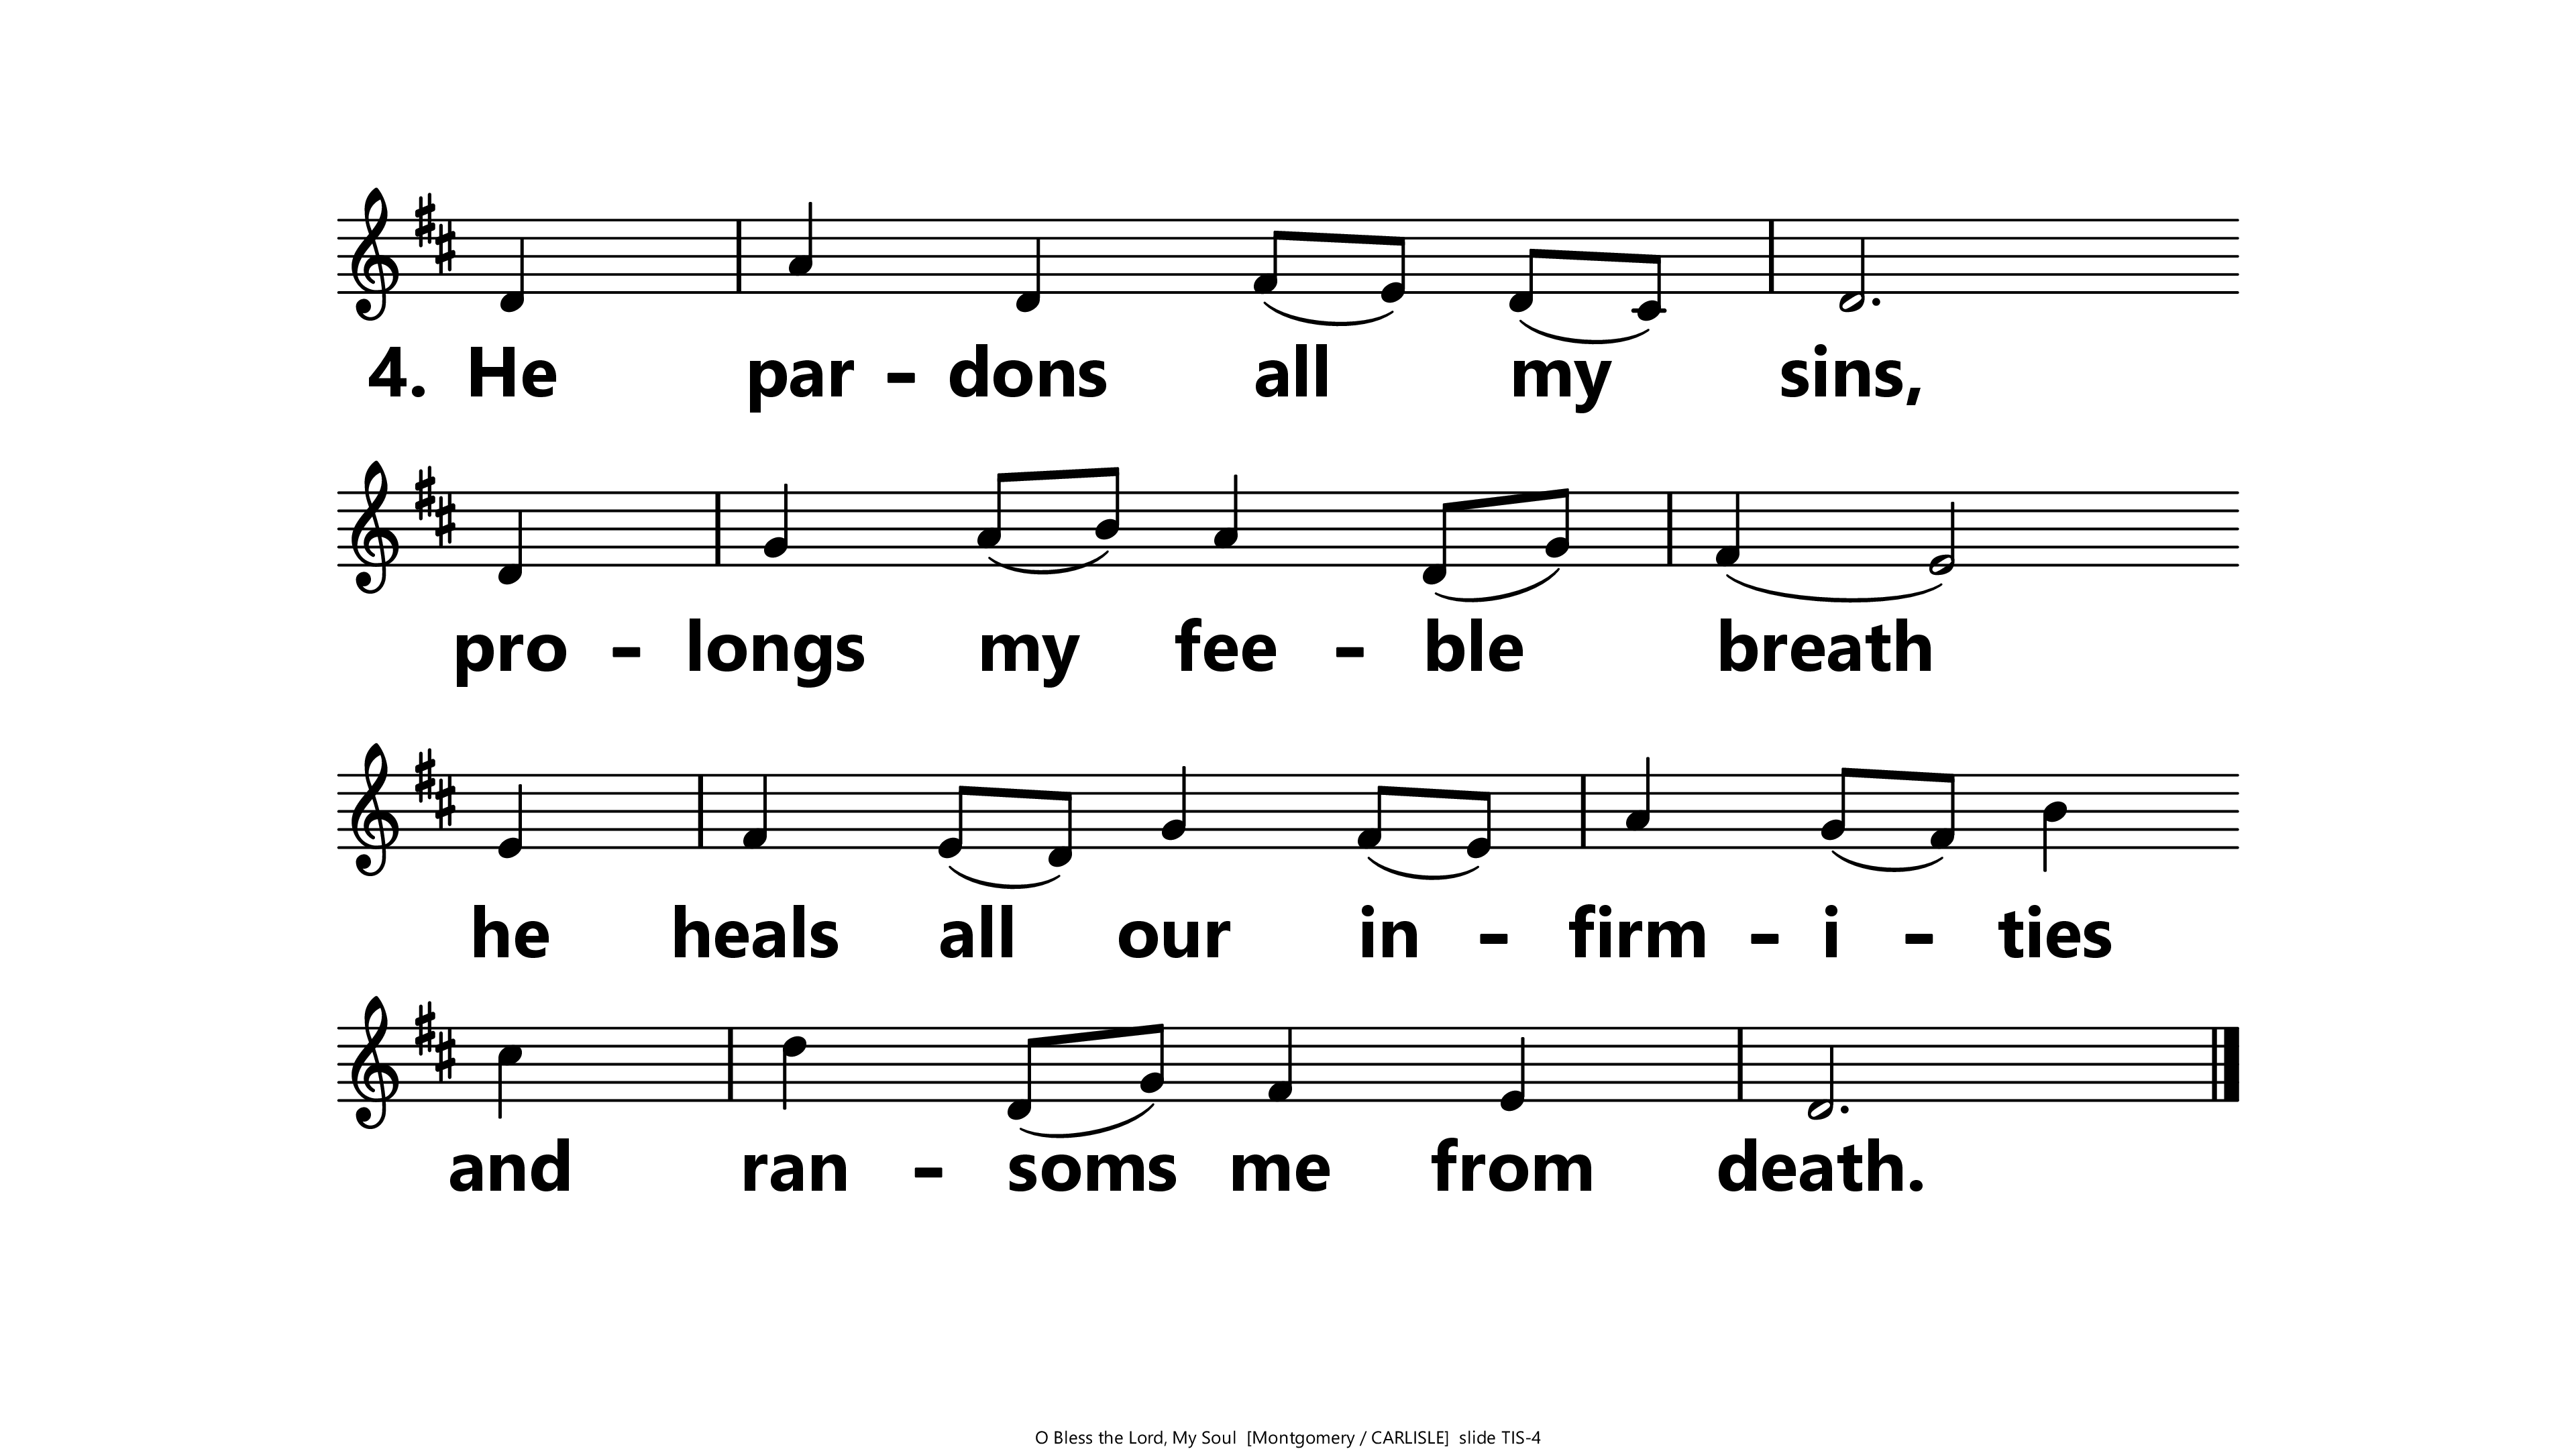 4. He par - dons all my sins,
pro - longs my fee - ble breath
he heals all our in - firm - i - ties
and ran - soms me from death.
O Bless the Lord, My Soul [Montgomery / CARLISLE] slide TIS-4